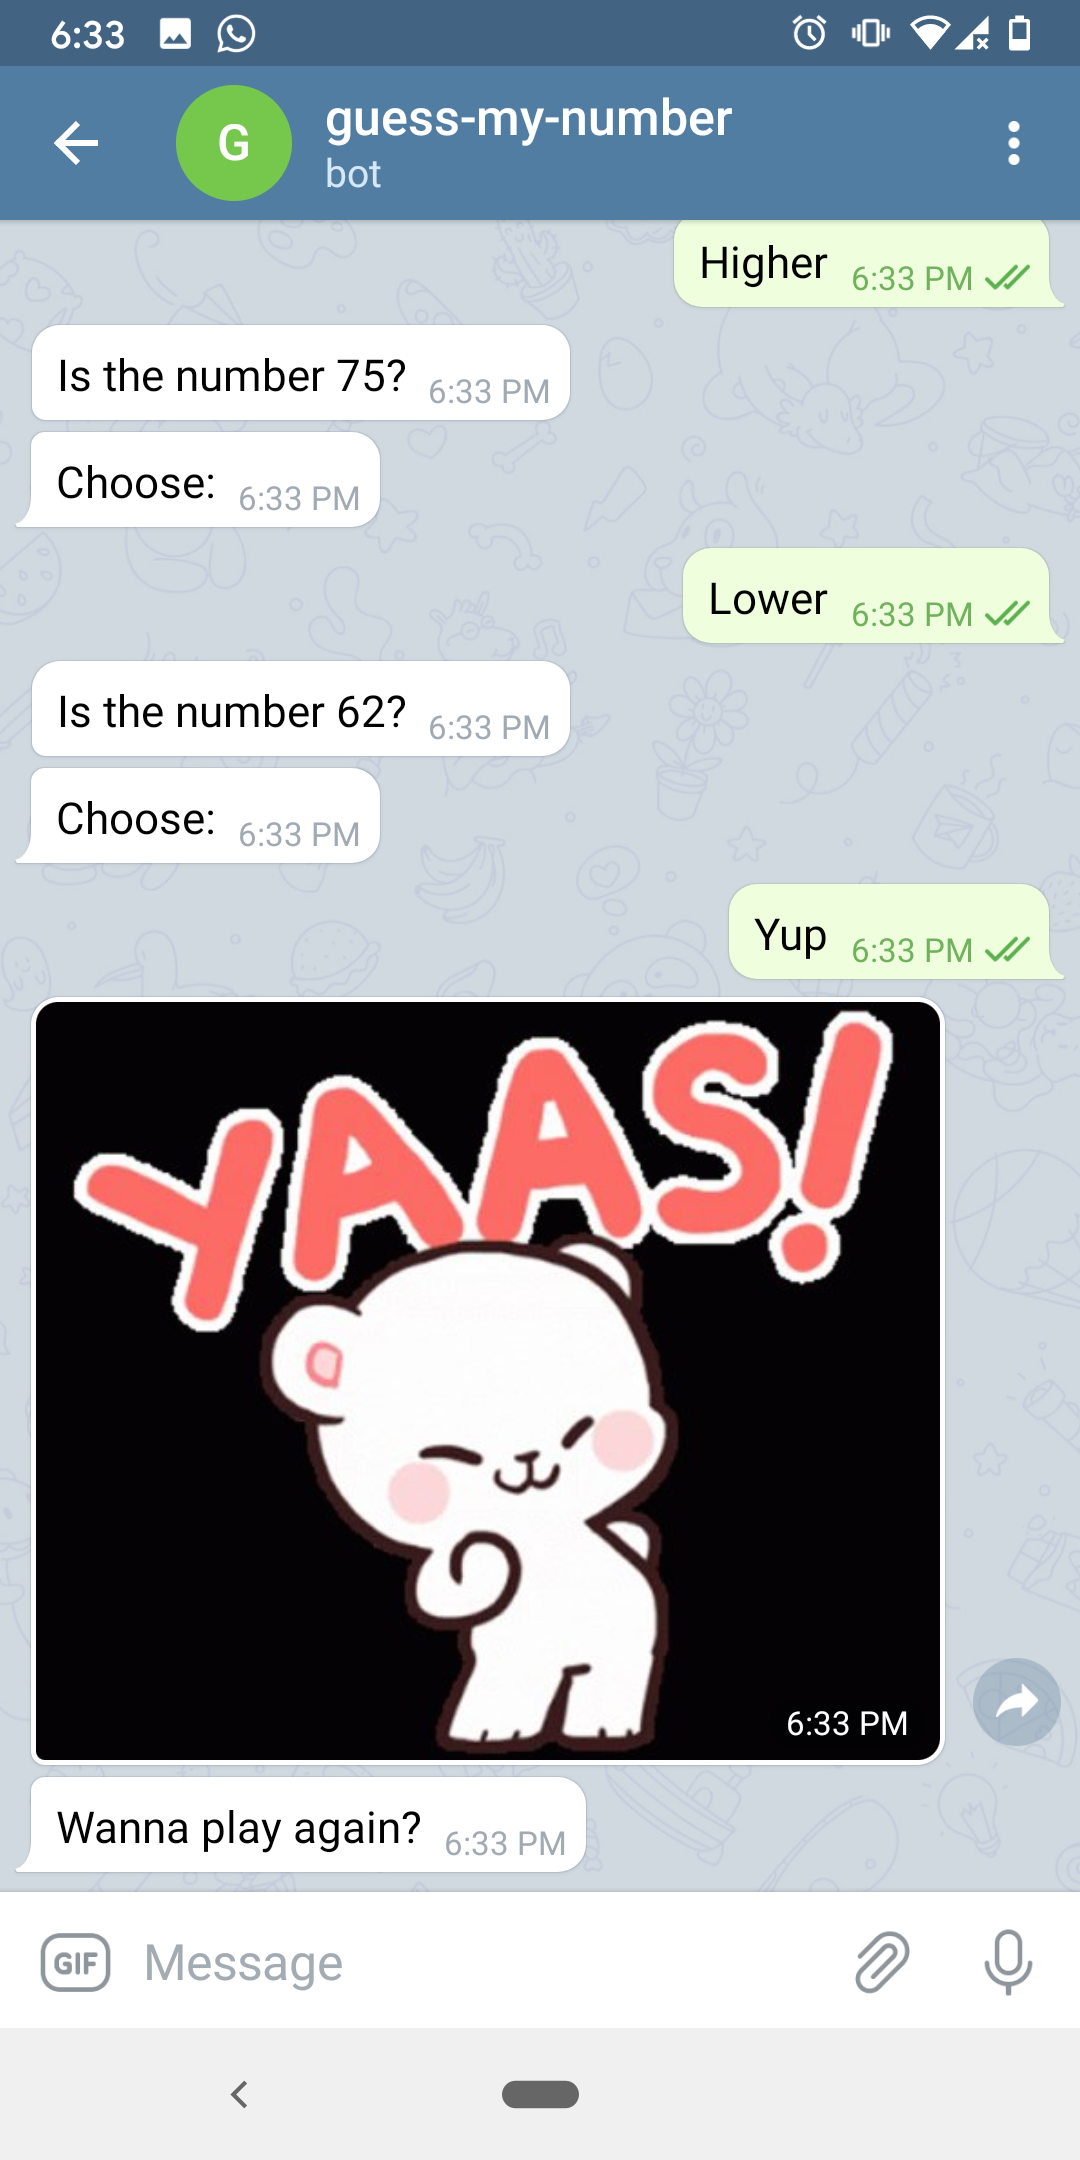 6:33
G
guess-my-number
bot
Higher 6:33 PM
Is the number 75? 6:33 PM
Choose: 6:33 PM
Lower 6:33 PM
Is the number 62? 6:33 PM
Choose: 6:33 PM
Yup 6:33 PM
YAAS!
6:33 PM
Wanna play again? 6:33 PM
GIF Message